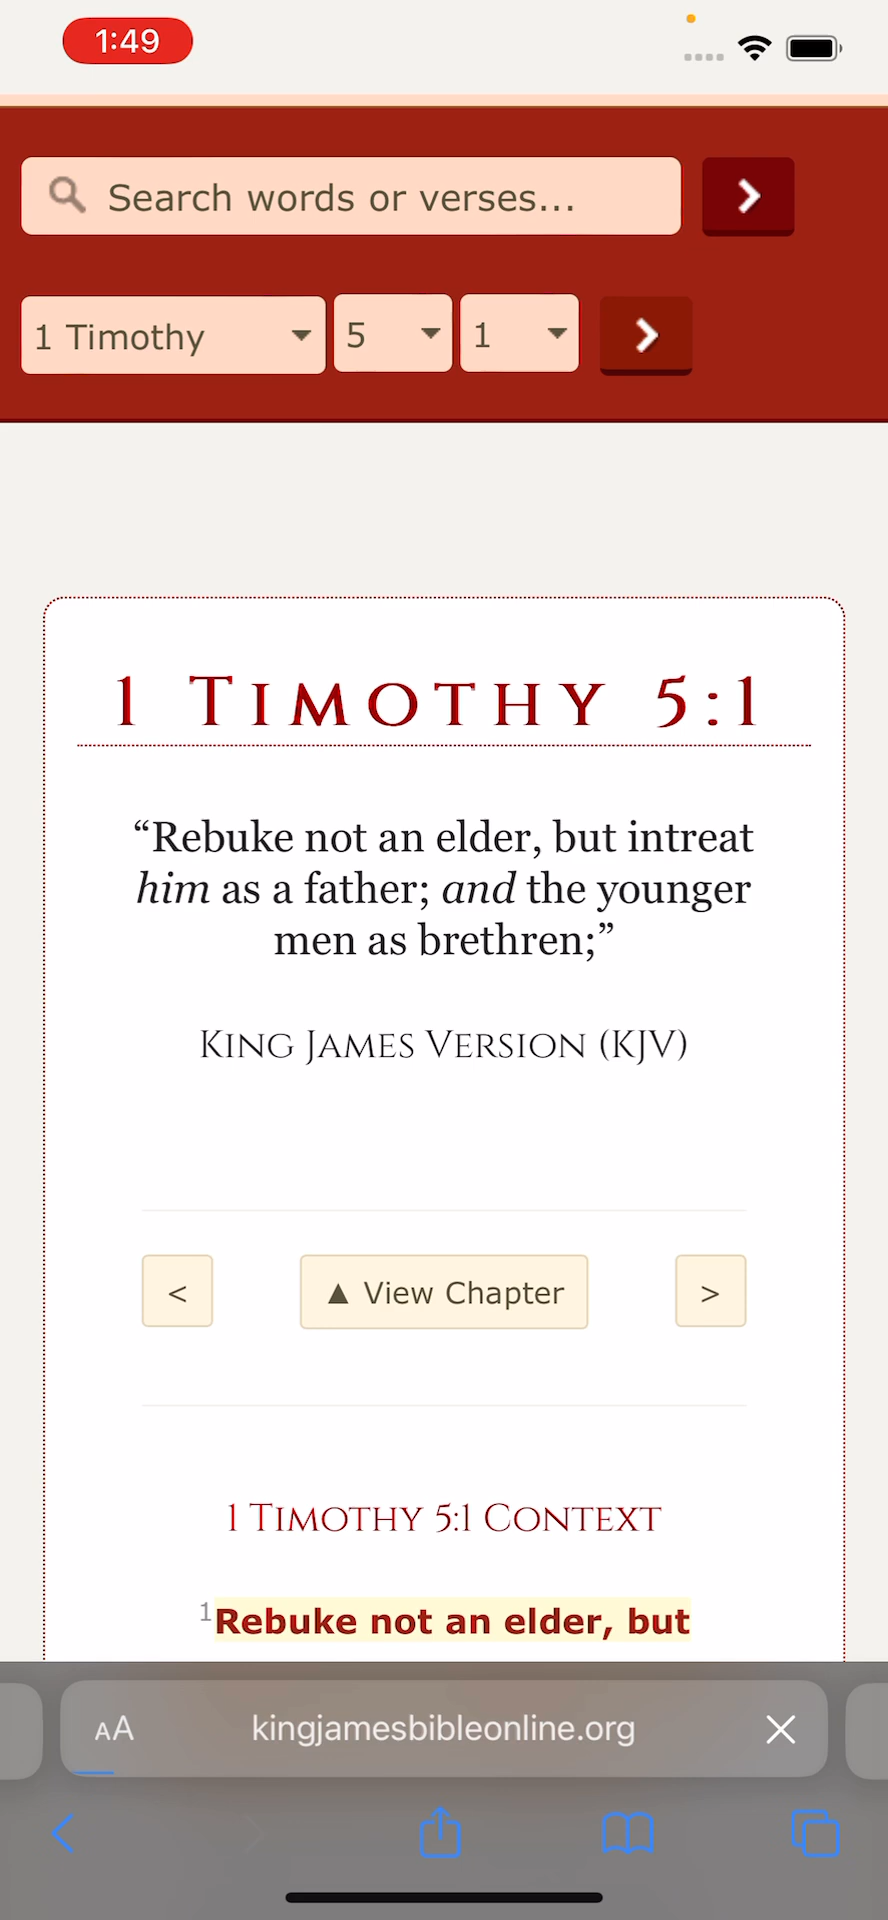 1:49
Search words or verses...
1 Timothy 5 1
1 Timothy 5:1
“Rebuke not an elder, but intreat
him as a father; and the younger
men as brethren;”
King James Version (KJV)
< ▲ View Chapter >
1 Timothy 5:1 Context
1Rebuke not an elder, but
AA kingjamesbibleonline.org